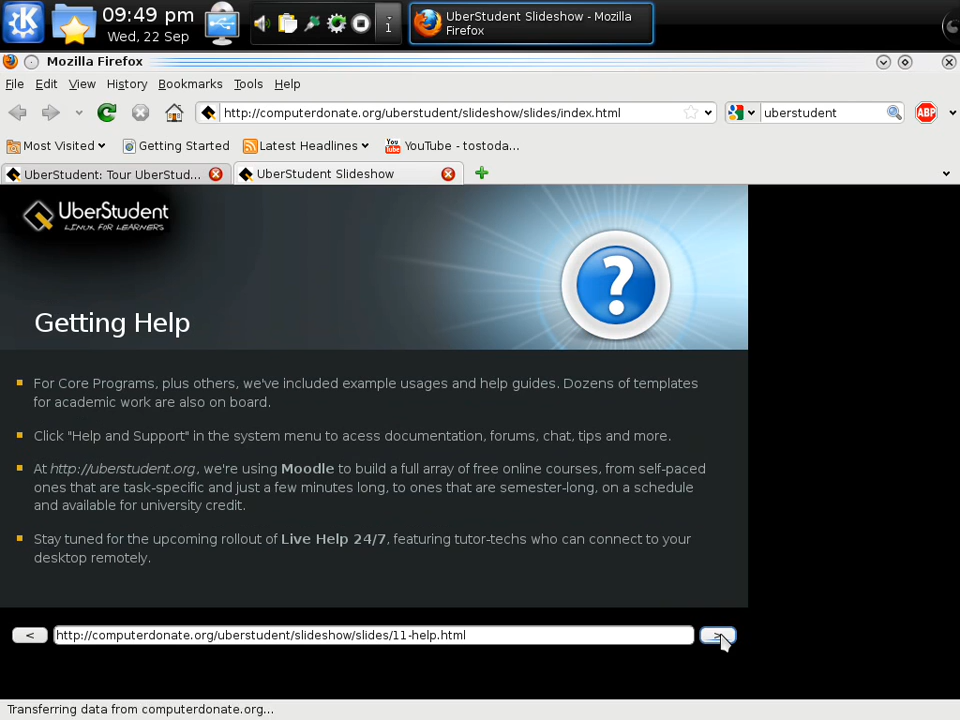 09:49 pm
Wed, 22 Sep
i
UberStudent Slideshow - Mozilla
Firefox
Mozilla Firefox
File Edit View History Bookmarks Tools Help
http://computerdonate.org/uberstudent/slideshow/slides/index.html
uberstudent
ABP
Most Visited
Getting Started
Latest Headlines
You
Tube
YouTube - tostoda...
UberStudent: Tour UberStud...
UberStudent Slideshow
UberStudent
LINUX FOR LEARNERS
?
Getting Help
For Core Programs, plus others, we've included example usages and help guides. Dozens of templates
for academic work are also on board.
Click "Help and Support" in the system menu to acess documentation, forums, chat, tips and more.
At http://uberstudent.org, we're using Moodle to build a full array of free online courses, from self-paced
ones that are task-specific and just a few minutes long, to ones that are semester-long, on a schedule
and available for university credit.
Stay tuned for the upcoming rollout of Live Help 24/7, featuring tutor-techs who can connect to your
desktop remotely.
<
http://computerdonate.org/uberstudent/slideshow/slides/11-help.html
>
Transferring data from computerdonate.org...